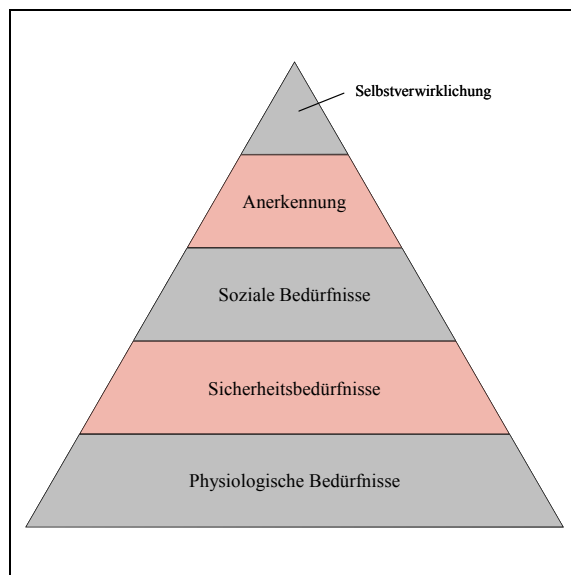 Selbstverwirklichung
Anerkennung
Soziale Bedürfnisse
Sicherheitsbedürfnisse
Physiologische Bedürfnisse